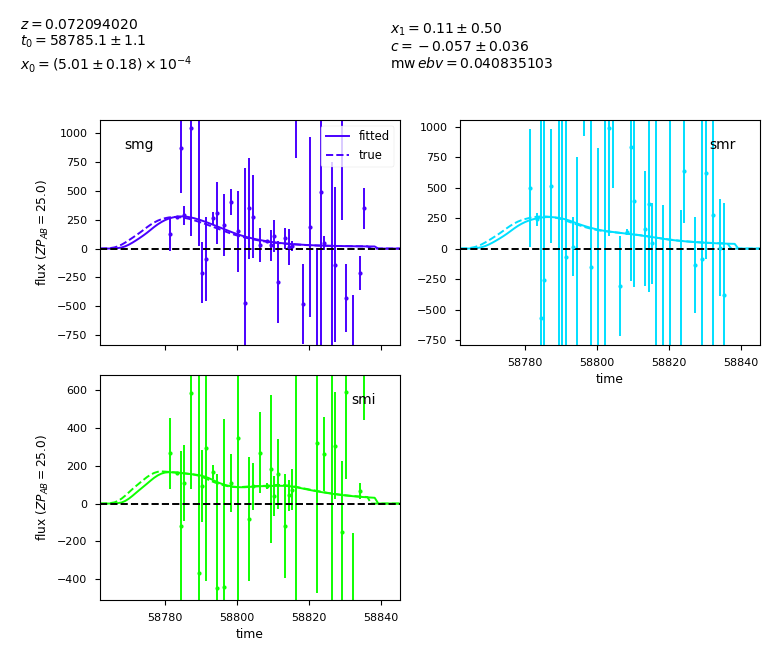 z = 0.072094020
t₀ = 58785.1 ± 1.1
x₀ = (5.01 ± 0.18) × 10⁻⁴
x₁ = 0.11 ± 0.50
c = −0.057 ± 0.036
mw ebv = 0.040835103
smg
fitted
true
1000
750
500
250
0
−250
−500
−750
flux (ZP_AB = 25.0)
smr
1000
750
500
250
0
−250
−500
−750
58780 58800 58820 58840
time
smi
600
400
200
0
−200
−400
flux (ZP_AB = 25.0)
58780 58800 58820 58840
time